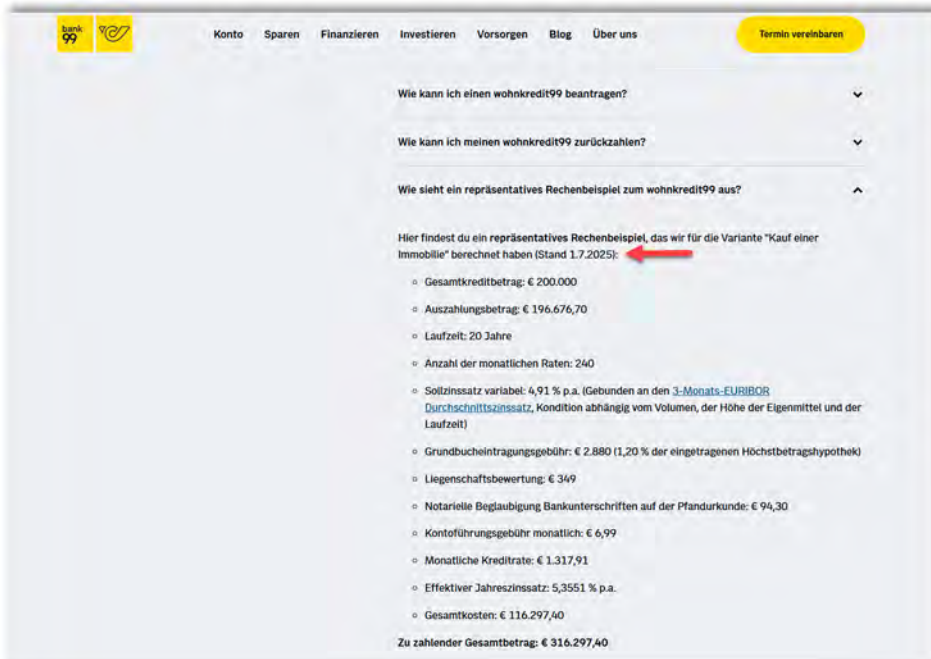 bank
99
Konto Sparen Finanzieren Investieren Vorsorgen Blog Über uns Termin vereinbaren
Wie kann ich einen wohnkredit99 beantragen?
Wie kann ich meinen wohnkredit99 zurückzahlen?
Wie sieht ein repräsentatives Rechenbeispiel zum wohnkredit99 aus?
Hier findest du ein repräsentatives Rechenbeispiel, das wir für die Variante "Kauf einer
Immobilie" berechnet haben (Stand 1.7.2025):
Gesamtkreditbetrag: € 200.000
Auszahlungsbetrag: € 196.676,70
Laufzeit: 20 Jahre
Anzahl der monatlichen Raten: 240
Sollzinssatz variabel: 4,91 % p.a. (Gebunden an den 3-Monats-EURIBOR
Durchschnittszinssatz, Kondition abhängig vom Volumen, der Höhe der Eigenmittel und der
Laufzeit)
Grundbucheintragungsgebühr: € 2.880 (1,20 % der eingetragenen Höchstbetragshypothek)
Liegenschaftsbewertung: € 349
Notarielle Beglaubigung Bankunterschriften auf der Pfandurkunde: € 94,30
Kontoführungsgebühr monatlich: € 6,99
Monatliche Kreditrate: € 1.317,91
Effektiver Jahreszinssatz: 5,3551 % p.a.
Gesamtkosten: € 116.297,40
Zu zahlender Gesamtbetrag: € 316.297,40